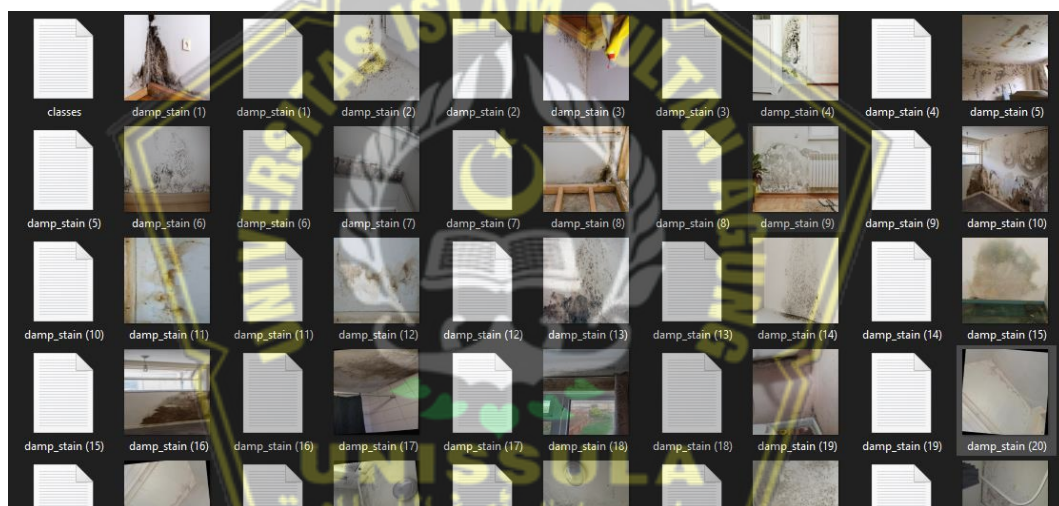 UNIVERSITAS ISLAM SULTAN AGUNG
classes damp_stain (1) damp_stain (1) damp_stain (2) damp_stain (2) damp_stain (3) damp_stain (3) damp_stain (4) damp_stain (4) damp_stain (5)
damp_stain (5) damp_stain (6) damp_stain (6) damp_stain (7) damp_stain (7) damp_stain (8) damp_stain (8) damp_stain (9) damp_stain (9) damp_stain (10)
damp_stain (10) damp_stain (11) damp_stain (11) damp_stain (12) damp_stain (12) damp_stain (13) damp_stain (13) damp_stain (14) damp_stain (14) damp_stain (15)
damp_stain (15) damp_stain (16) damp_stain (16) damp_stain (17) damp_stain (17) damp_stain (18) damp_stain (18) damp_stain (19) damp_stain (19) damp_stain (20)
UNISSULA